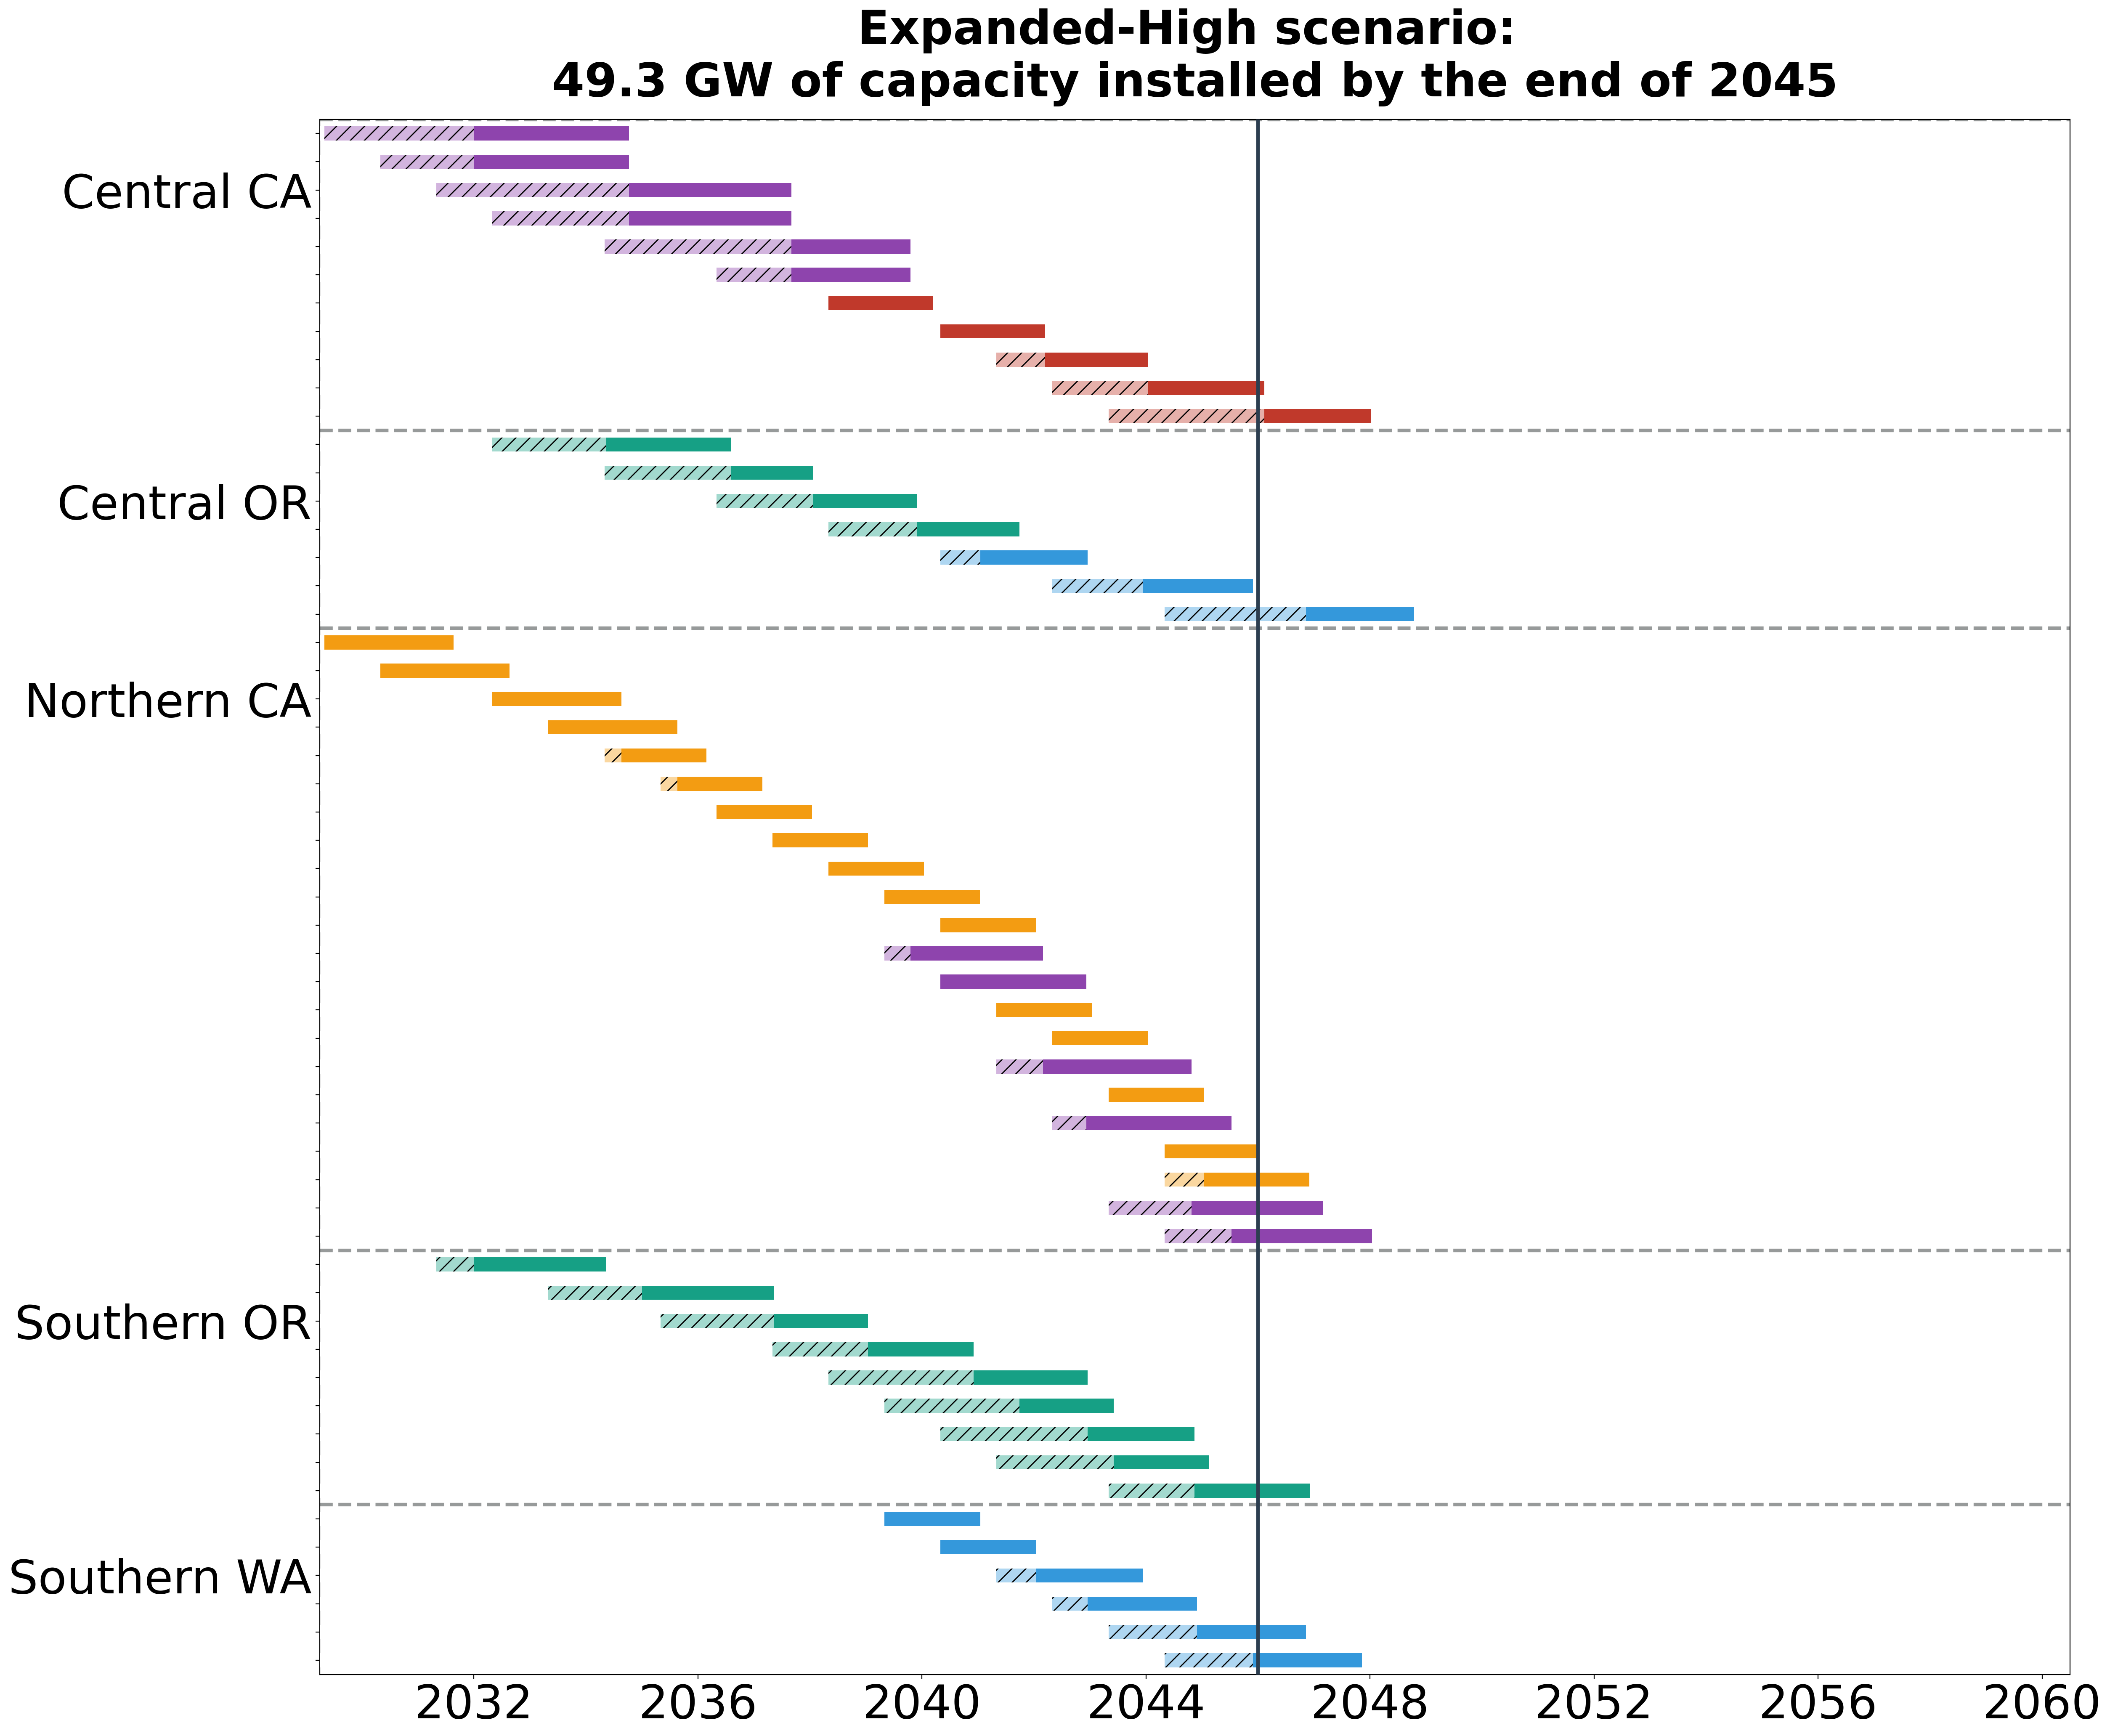 Expanded-High scenario:
49.3 GW of capacity installed by the end of 2045
Central CA
Central OR
Northern CA
Southern OR
Southern WA
2032 2036 2040 2044 2048 2052 2056 2060